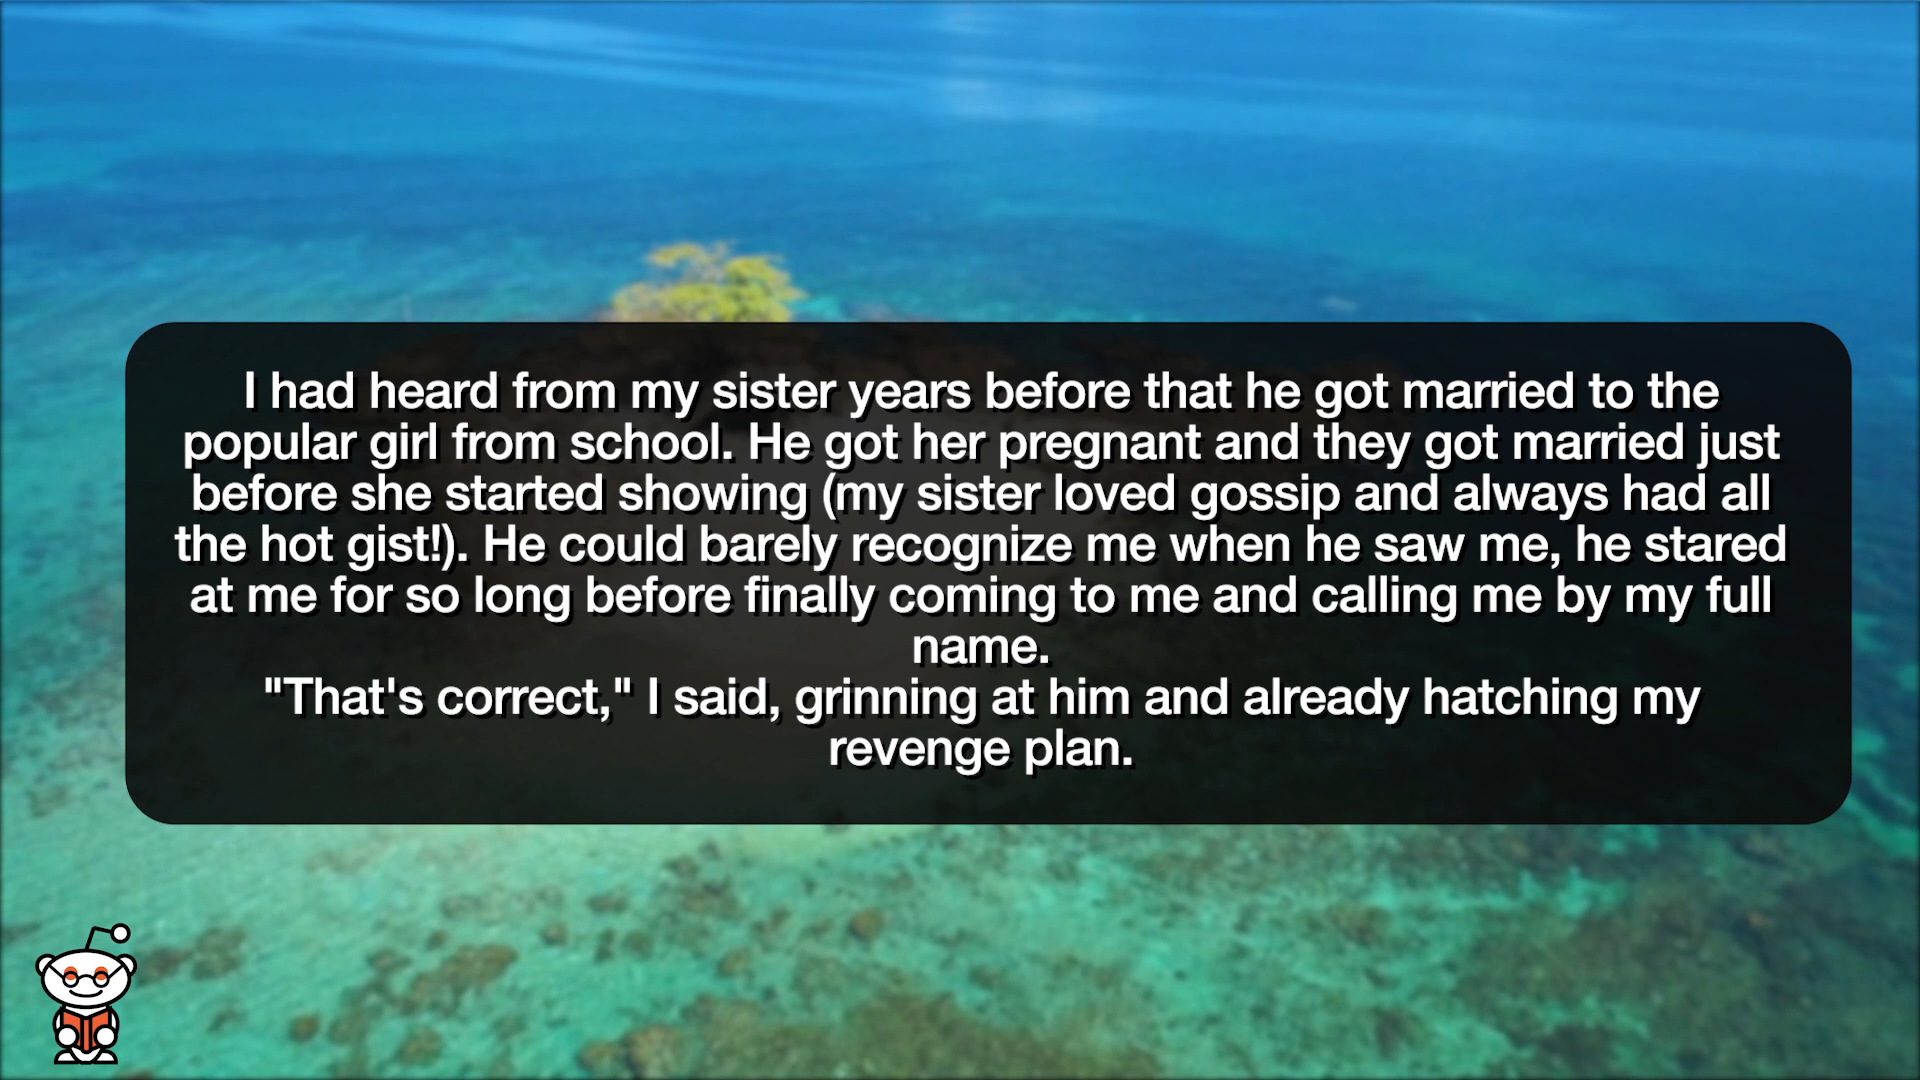 I had heard from my sister years before that he got married to the
popular girl from school. He got her pregnant and they got married just
before she started showing (my sister loved gossip and always had all
the hot gist!). He could barely recognize me when he saw me, he stared
at me for so long before finally coming to me and calling me by my full
name.
"That's correct," I said, grinning at him and already hatching my
revenge plan.